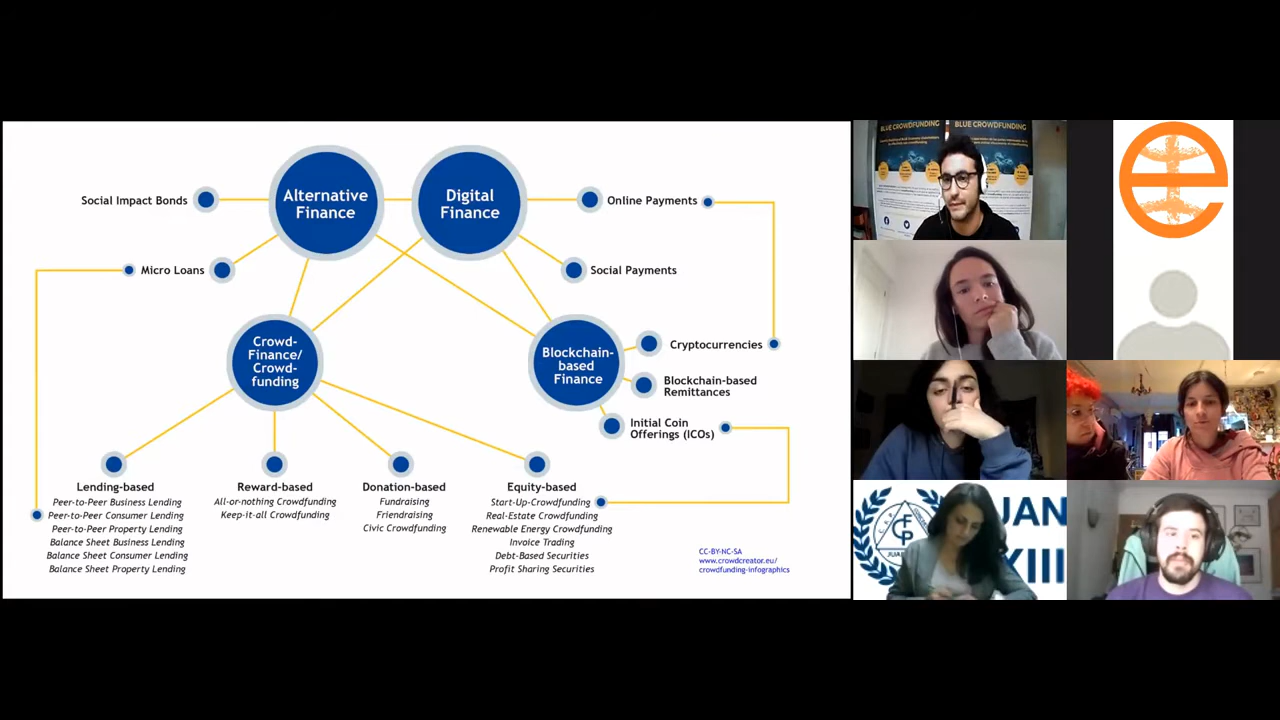 Alternative
Finance
Digital
Finance
Social Impact Bonds
Online Payments
Micro Loans
Social Payments
Crowd-
Finance/
Crowd-
funding
Blockchain-
based
Finance
Cryptocurrencies
Blockchain-based
Remittances
Initial Coin
Offerings (ICOs)
Lending-based
Peer-to-Peer Business Lending
Peer-to-Peer Consumer Lending
Peer-to-Peer Property Lending
Balance Sheet Business Lending
Balance Sheet Consumer Lending
Balance Sheet Property Lending
Reward-based
All-or-nothing Crowdfunding
Keep-it-all Crowdfunding
Donation-based
Fundraising
Friendraising
Civic Crowdfunding
Equity-based
Start-Up-Crowdfunding
Real-Estate Crowdfunding
Renewable Energy Crowdfunding
Invoice Trading
Debt-Based Securities
Profit Sharing Securities
CC-BY-NC-SA
www.crowdcreator.eu/
crowdfunding-infographics
BLUE CROWDFUNDING
BLUE CROWDFUNDING
e
JUAN
XIII